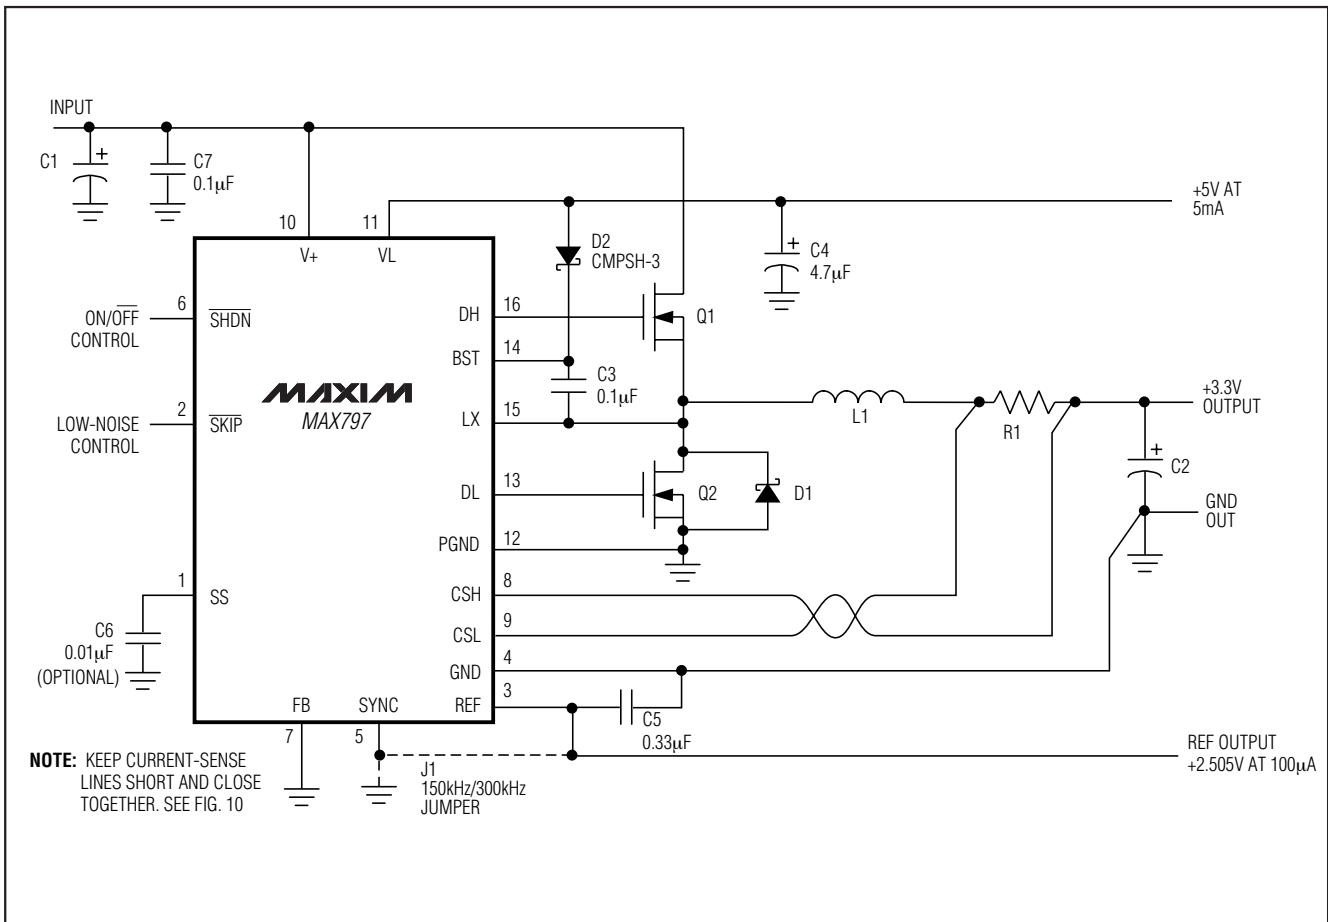 INPUT
C1
+
C7
0.1µF
+5V AT
5mA
10
11
V+
VL
D2
CMPSH-3
+
C4
4.7µF
6
ON/OFF
CONTROL
SHDN
DH
16
Q1
BST
14
C3
0.1µF
MAXIM
MAX797
+3.3V
OUTPUT
2
LOW-NOISE
CONTROL
SKIP
LX
15
L1
R1
+
C2
DL
13
Q2
D1
GND
OUT
PGND
12
1
SS
CSH
8
C6
0.01µF
(OPTIONAL)
CSL
9
GND
4
REF
3
FB
SYNC
C5
0.33µF
7
5
NOTE: KEEP CURRENT-SENSE
LINES SHORT AND CLOSE
TOGETHER. SEE FIG. 10
J1
150kHz/300kHz
JUMPER
REF OUTPUT
+2.505V AT 100µA